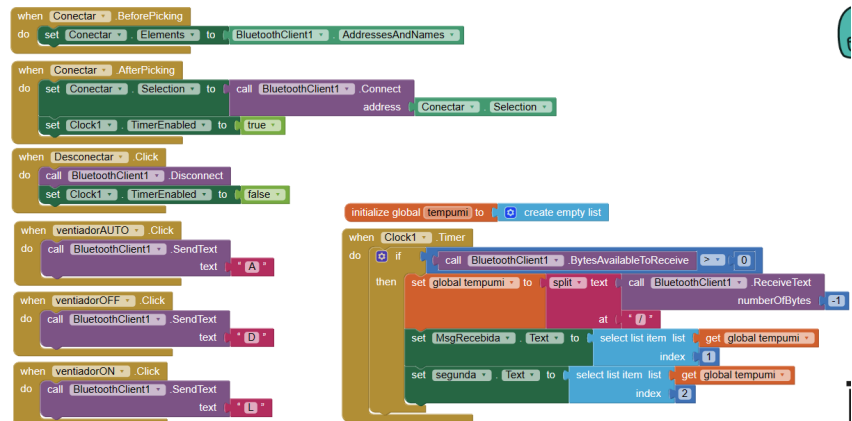 when Conectar .BeforePicking
do set Conectar . Elements to BluetoothClient1 . AddressesAndNames
when Conectar .AfterPicking
do set Conectar . Selection to call BluetoothClient1 .Connect
address Conectar . Selection
set Clock1 . TimerEnabled to true
when Desconectar .Click
do call BluetoothClient1 .Disconnect
set Clock1 . TimerEnabled to false
when ventiadorAUTO .Click
do call BluetoothClient1 .SendText
text " A "
when ventiadorOFF .Click
do call BluetoothClient1 .SendText
text " D "
when ventiadorON .Click
do call BluetoothClient1 .SendText
text " L "
initialize global tempumi to create empty list
when Clock1 .Timer
do if call BluetoothClient1 .BytesAvailableToReceive > 0
then set global tempumi to split text call BluetoothClient1 .ReceiveText
numberOfBytes -1
at " / "
set MsgRecebida . Text to select list item list get global tempumi
index 1
set segunda . Text to select list item list get global tempumi
index 2